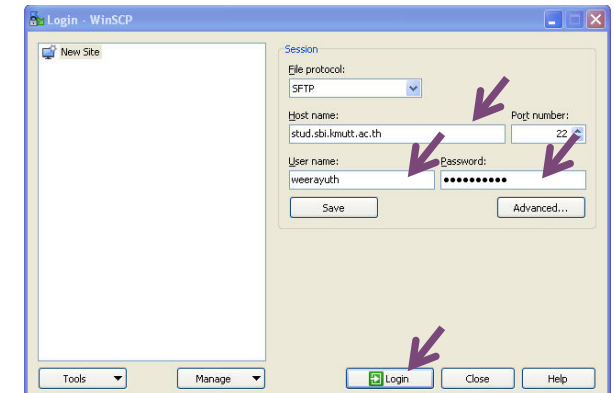 Login - WinSCP
New Site
Session
File protocol:
SFTP
Host name:
Port number:
stud.sbi.kmutt.ac.th
22
User name:
Password:
weerayuth
••••••••••
Save
Advanced...
Tools
Manage
Login
Close
Help